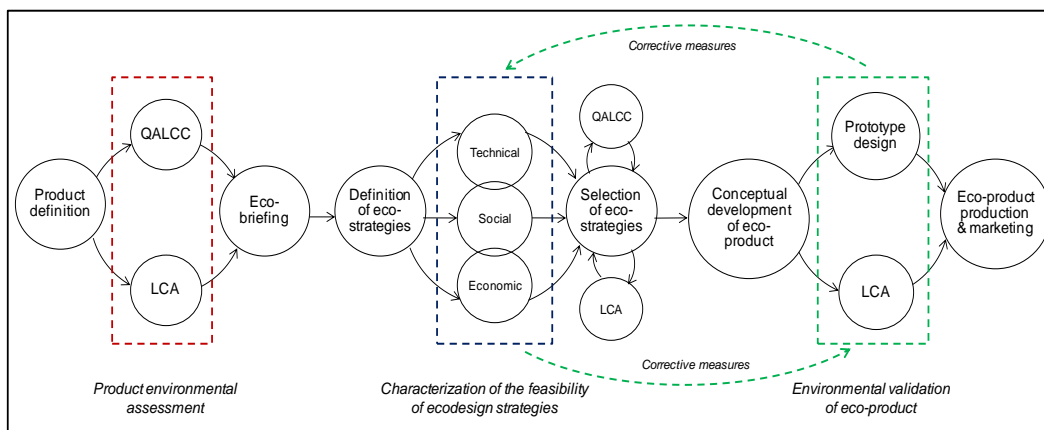 Corrective measures
QALCC
Product
definition
LCA
Eco-
briefing
Definition
of eco-
strategies
Technical
Social
Economic
QALCC
Selection
of eco-
strategies
LCA
Conceptual
development
of eco-
product
Prototype
design
LCA
Eco-product
production
& marketing
Corrective measures
Product environmental
assessment
Characterization of the feasibility
of ecodesign strategies
Environmental validation
of eco-product